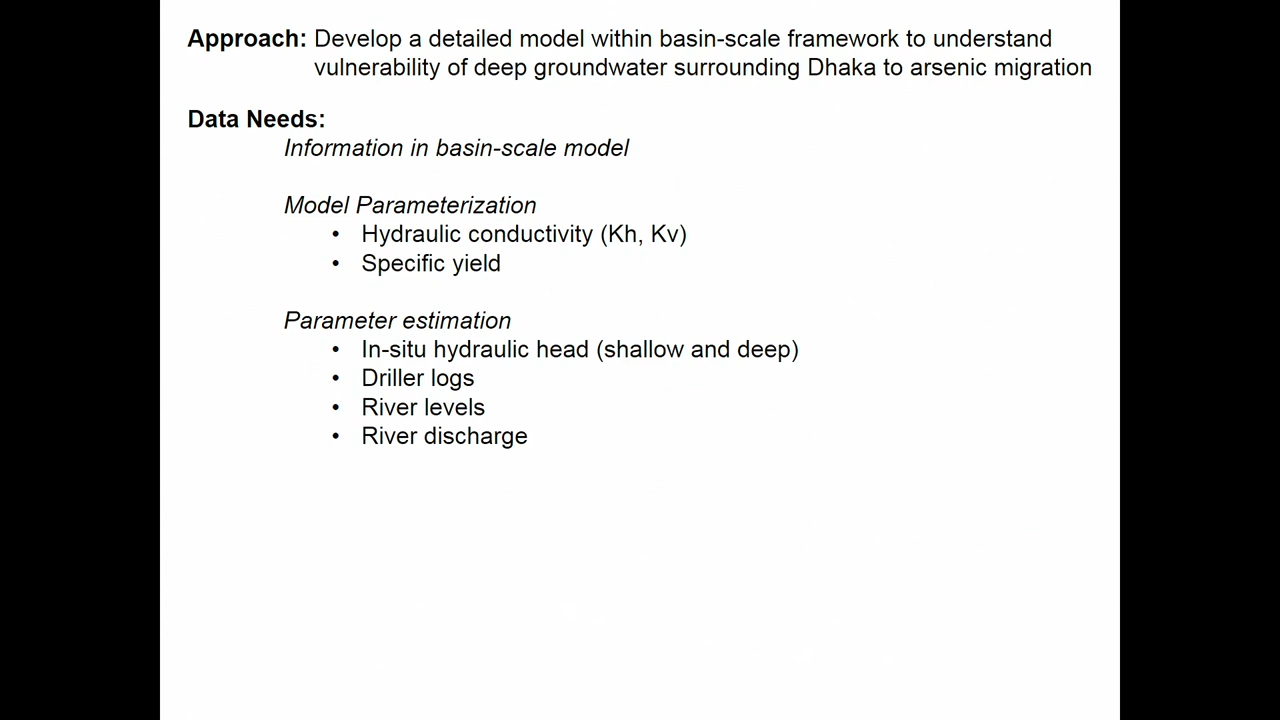 Approach: Develop a detailed model within basin-scale framework to understand
vulnerability of deep groundwater surrounding Dhaka to arsenic migration
Data Needs:
Information in basin-scale model
Model Parameterization
• Hydraulic conductivity (Kh, Kv)
• Specific yield
Parameter estimation
• In-situ hydraulic head (shallow and deep)
• Driller logs
• River levels
• River discharge